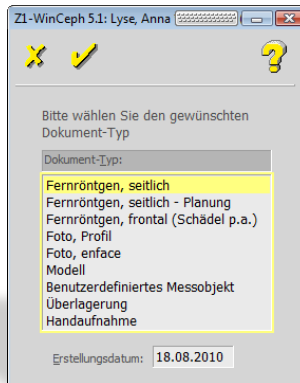 Z1-WinCeph 5.1: Lyse, Anna
Bitte wählen Sie den gewünschten
Dokument-Typ
Dokument-Typ:
Fernröntgen, seitlich
Fernröntgen, seitlich - Planung
Fernröntgen, frontal (Schädel p.a.)
Foto, Profil
Foto, enface
Modell
Benutzerdefiniertes Messobjekt
Überlagerung
Handaufnahme
Erstellungsdatum: 18.08.2010